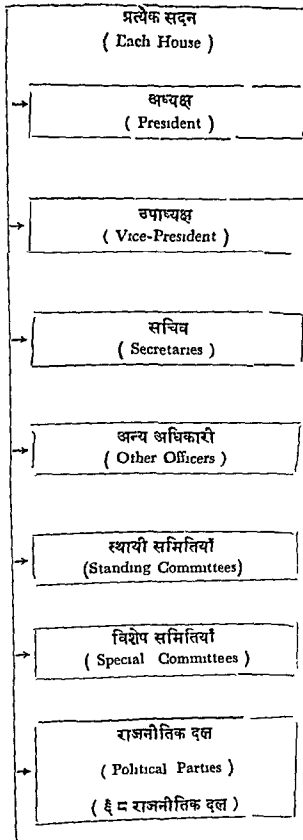 प्रत्येक सदन
( Each House )
अध्यक्ष
( President )
उपाध्यक्ष
( Vice-President )
सचिव
( Secretaries )
अन्य अधिकारी
( Other Officers )
स्थायी समितियाँ
(Standing Committees)
विशेष समितियाँ
( Special Committees )
राजनीतिक दल
( Political Parties )
( § ८ राजनीतिक दल )